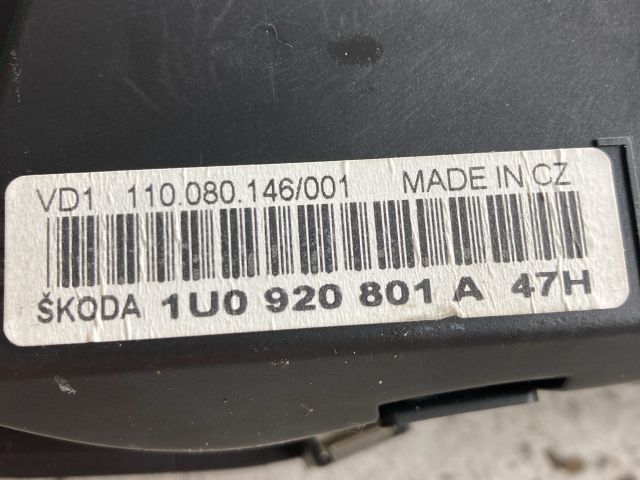 VD1 110.080.146/001 MADE IN CZ
ŠKODA 1U0 920 801 A 47H